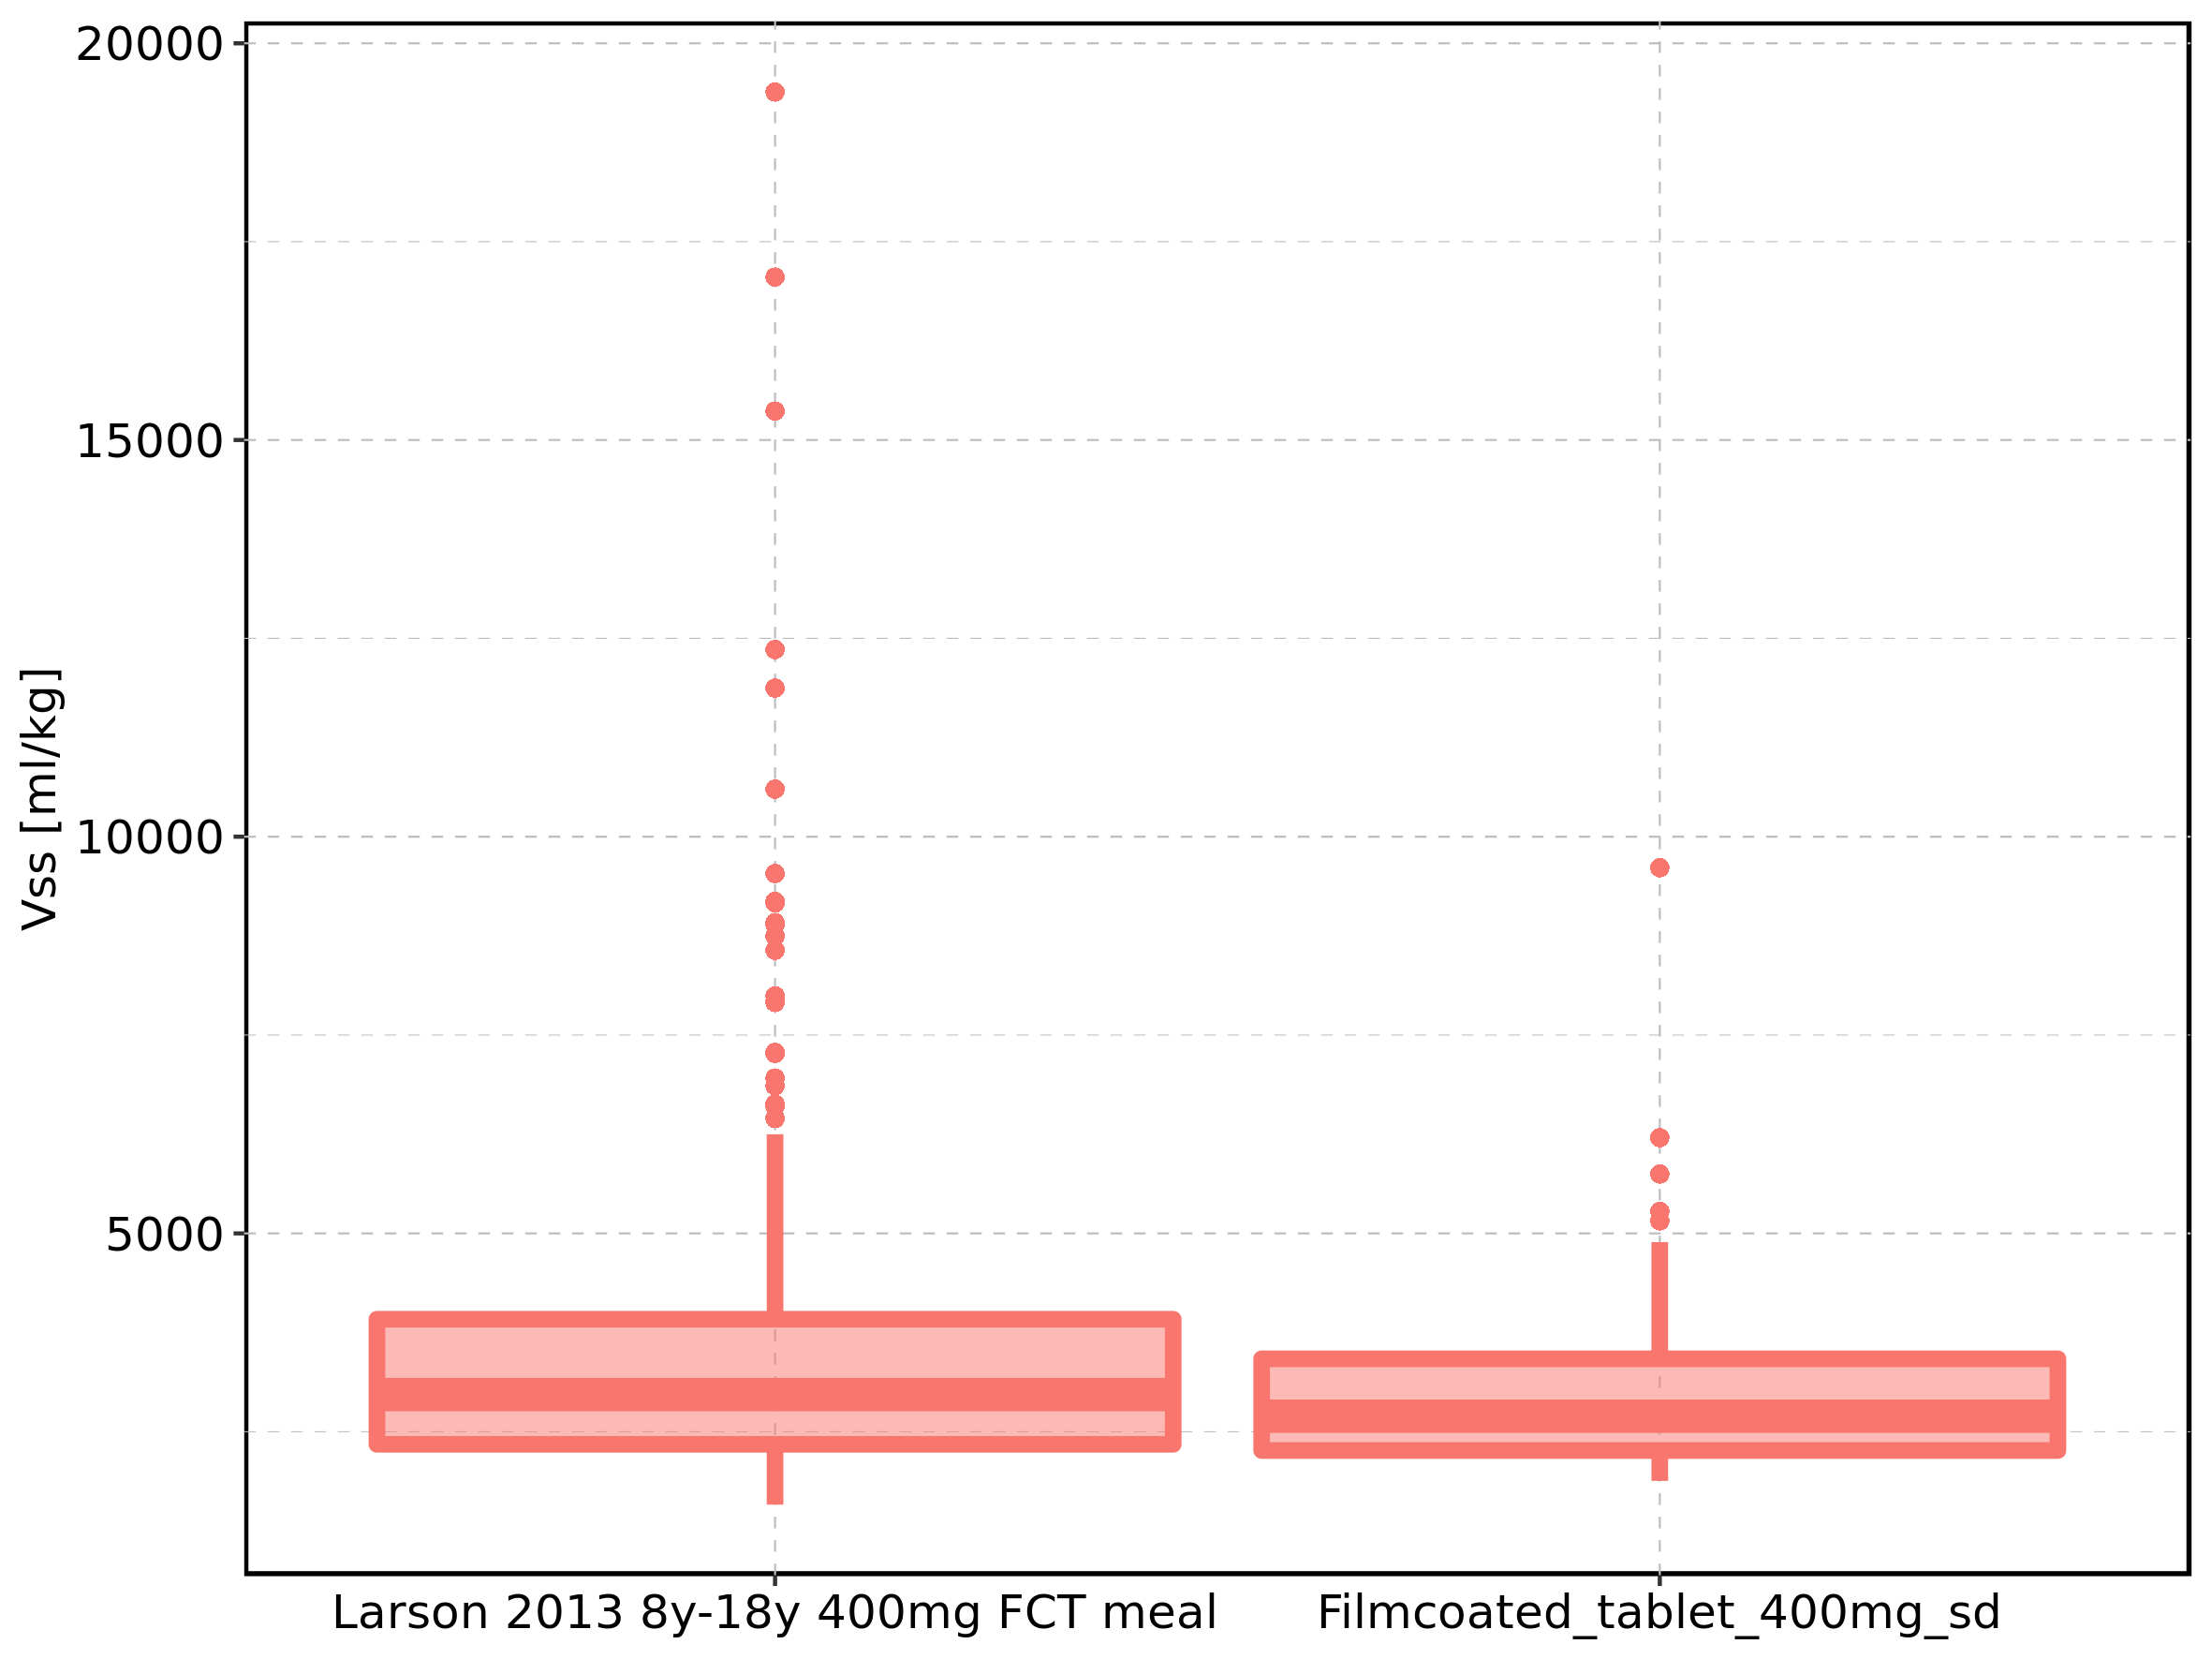 20000
15000
10000
5000
Vss [ml/kg]
Larson 2013 8y-18y 400mg FCT meal
Filmcoated_tablet_400mg_sd